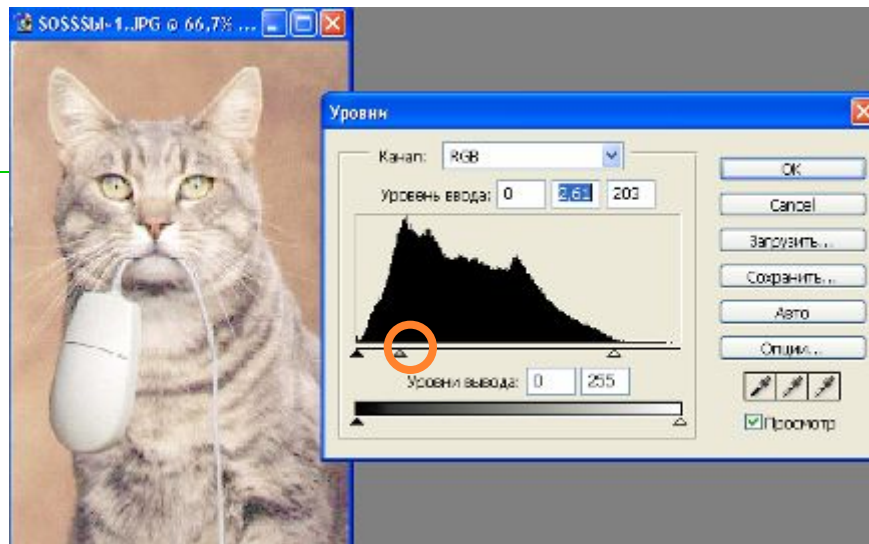 SOSSSЫ~1.JPG @ 66,7% ...
Уровни
Канал: RGB
Уровень ввода: 0 2,61 203
OK
Cancel
Загрузить...
Сохранить...
Авто
Опции...
Уровни вывода: 0 255
Просмотр